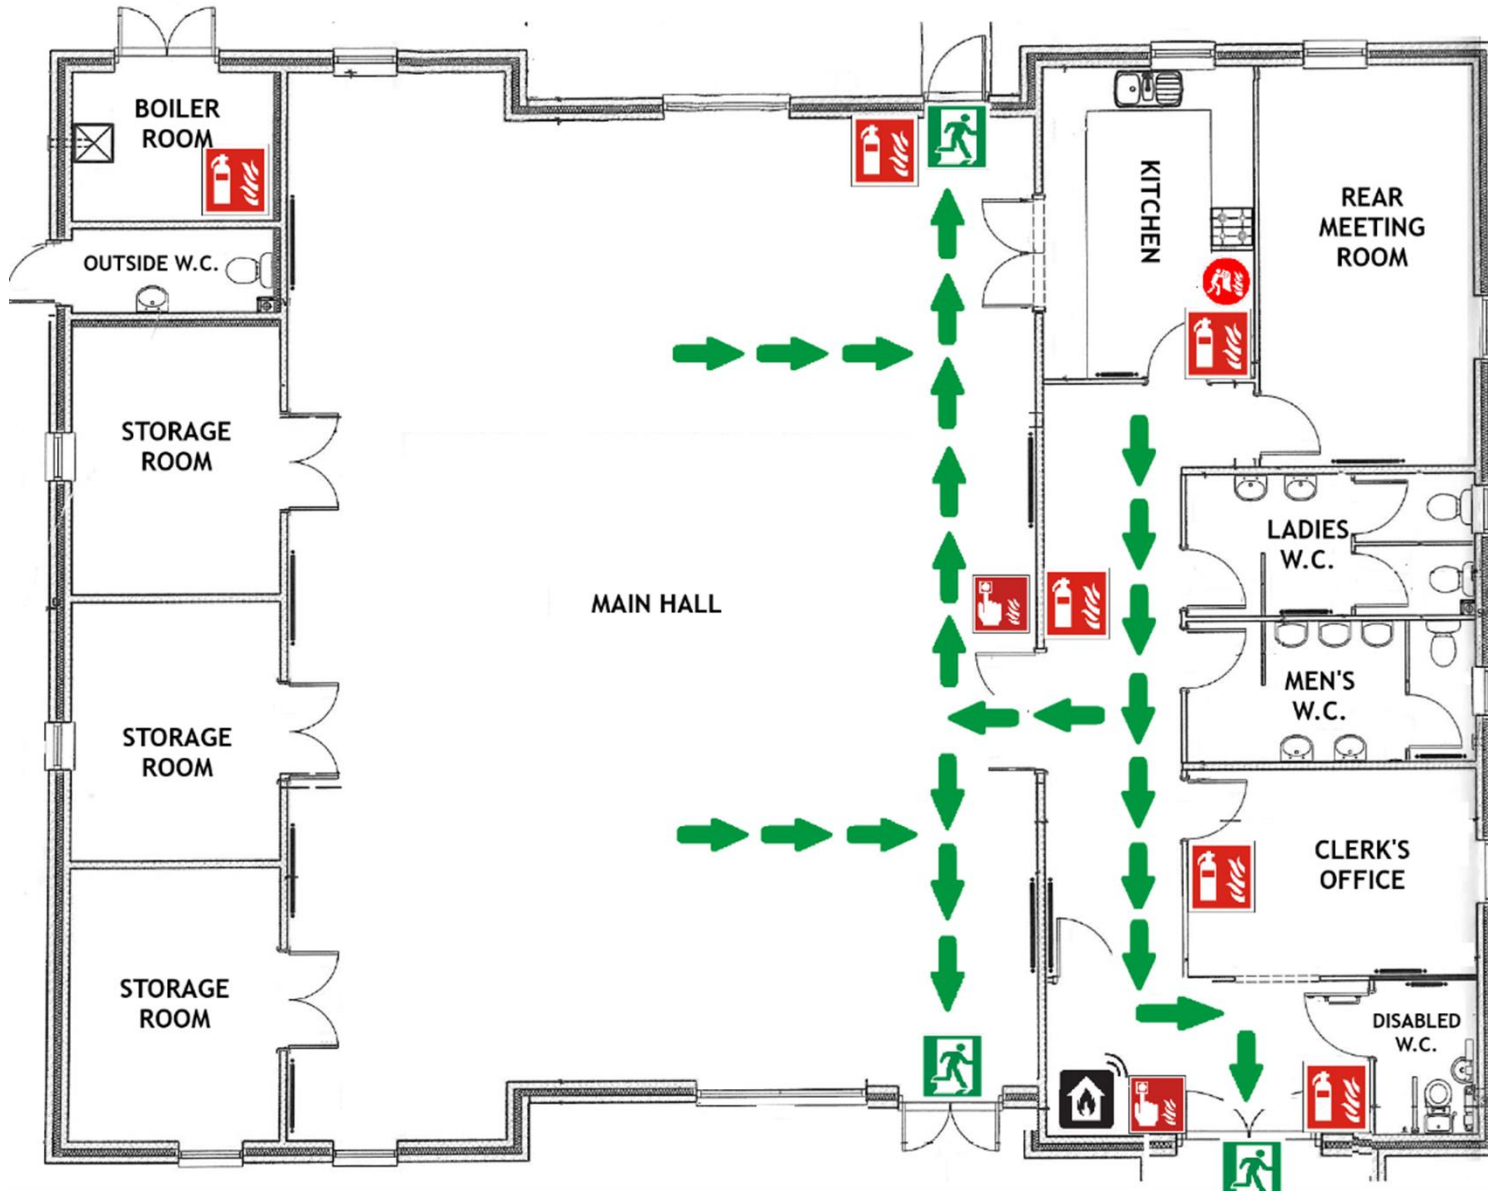 BOILER
ROOM
OUTSIDE W.C.
STORAGE
ROOM
STORAGE
ROOM
STORAGE
ROOM
MAIN HALL
KITCHEN
REAR
MEETING
ROOM
LADIES
W.C.
MEN'S
W.C.
CLERK'S
OFFICE
DISABLED
W.C.